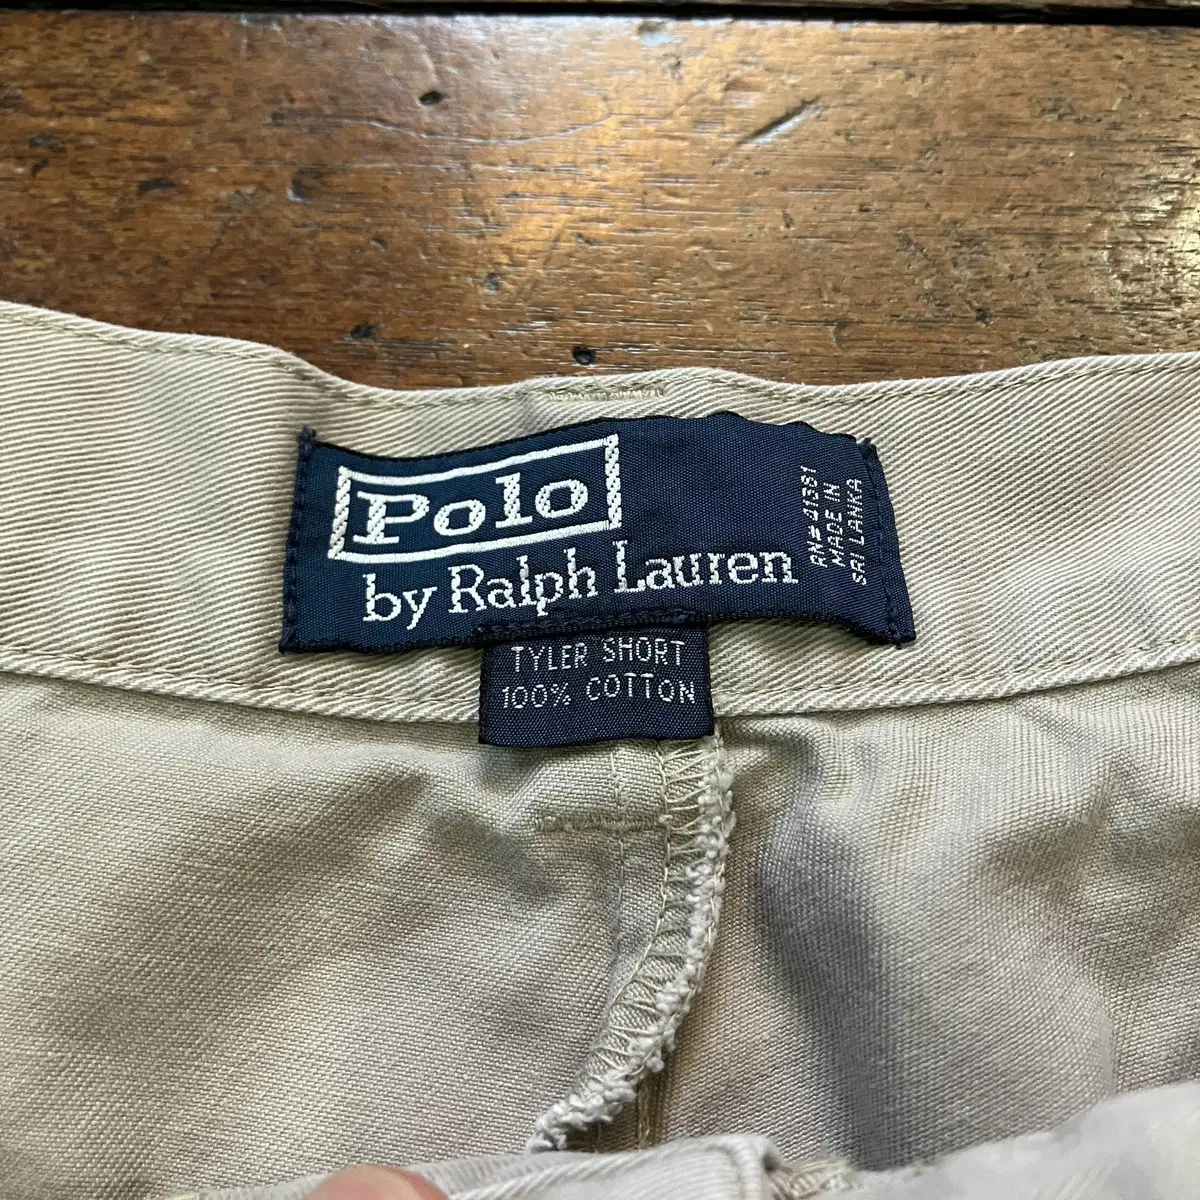 Polo
by Ralph Lauren
RN# 41381
MADE IN
SRI LANKA
TYLER SHORT
100% COTTON